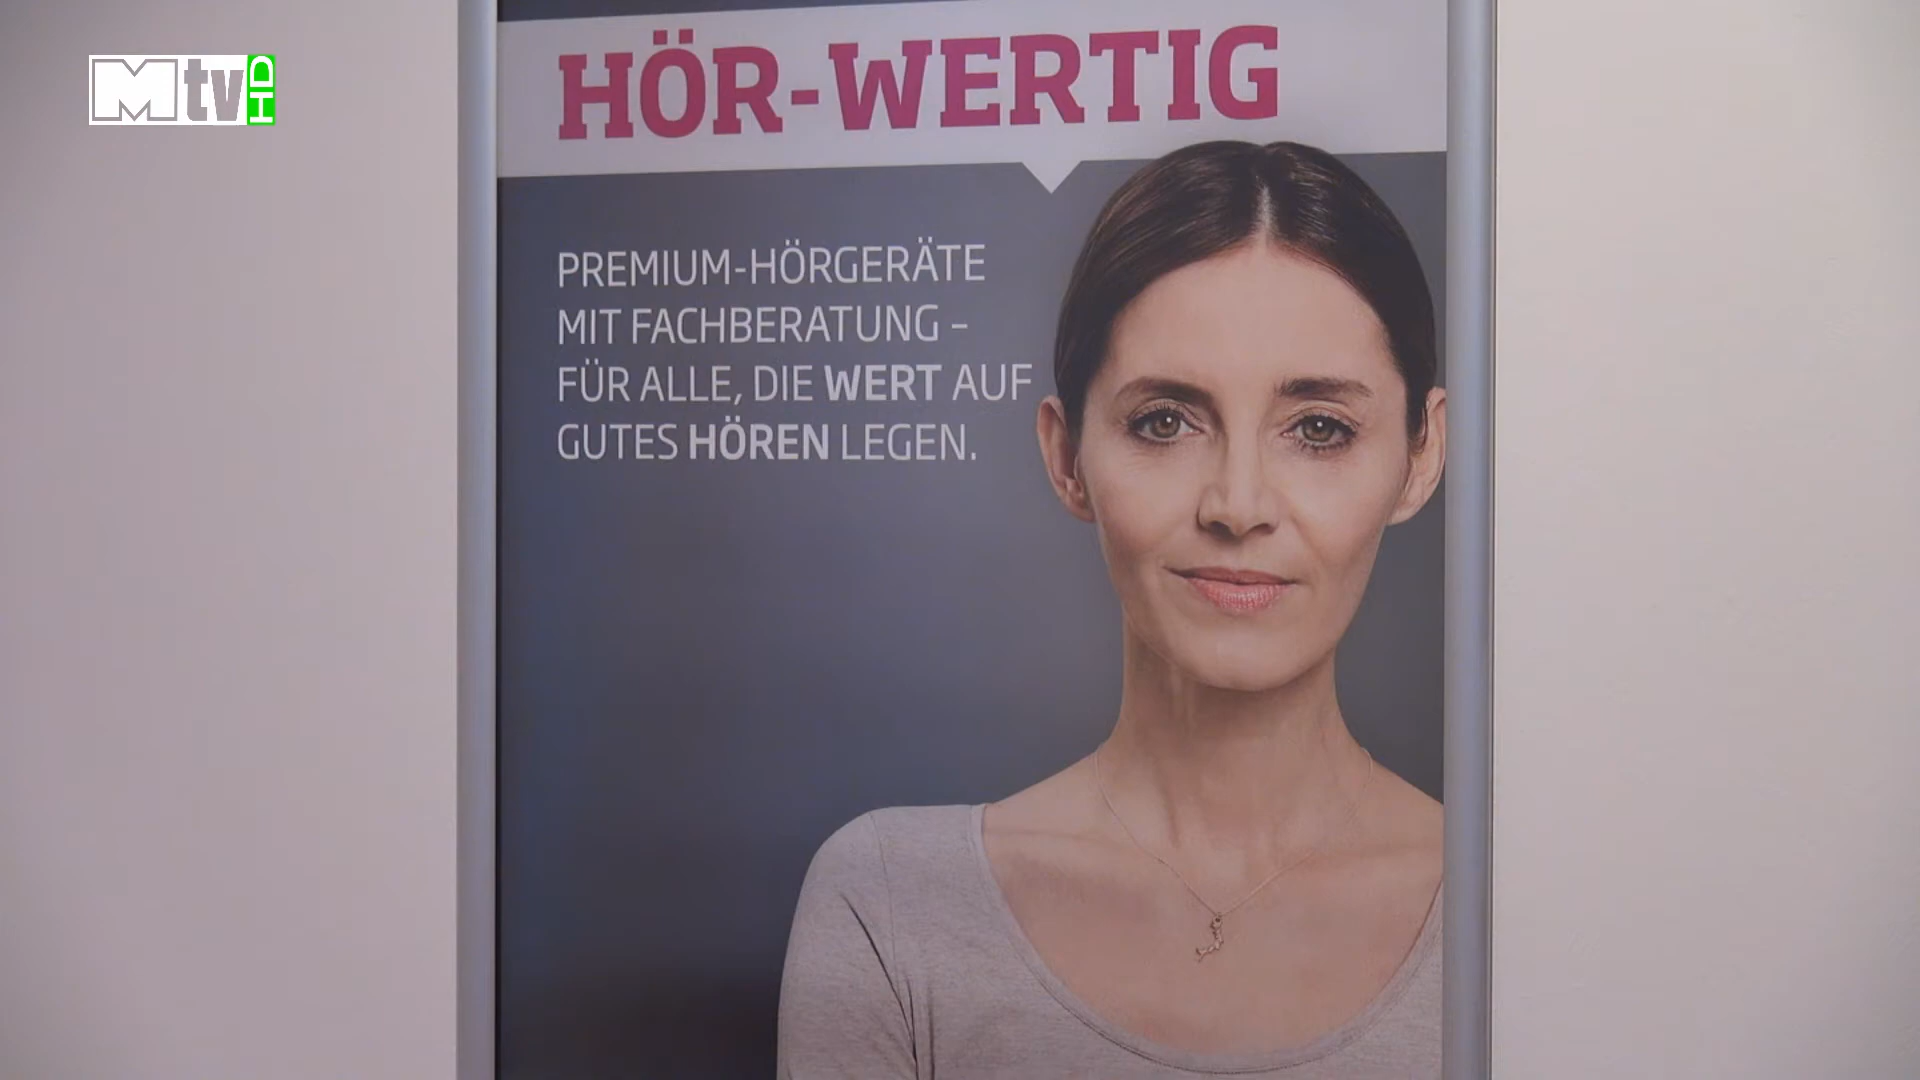 Mtv HD
HÖR-WERTIG
PREMIUM-HÖRGERÄTE
MIT FACHBERATUNG –
FÜR ALLE, DIE WERT AUF
GUTES HÖREN LEGEN.